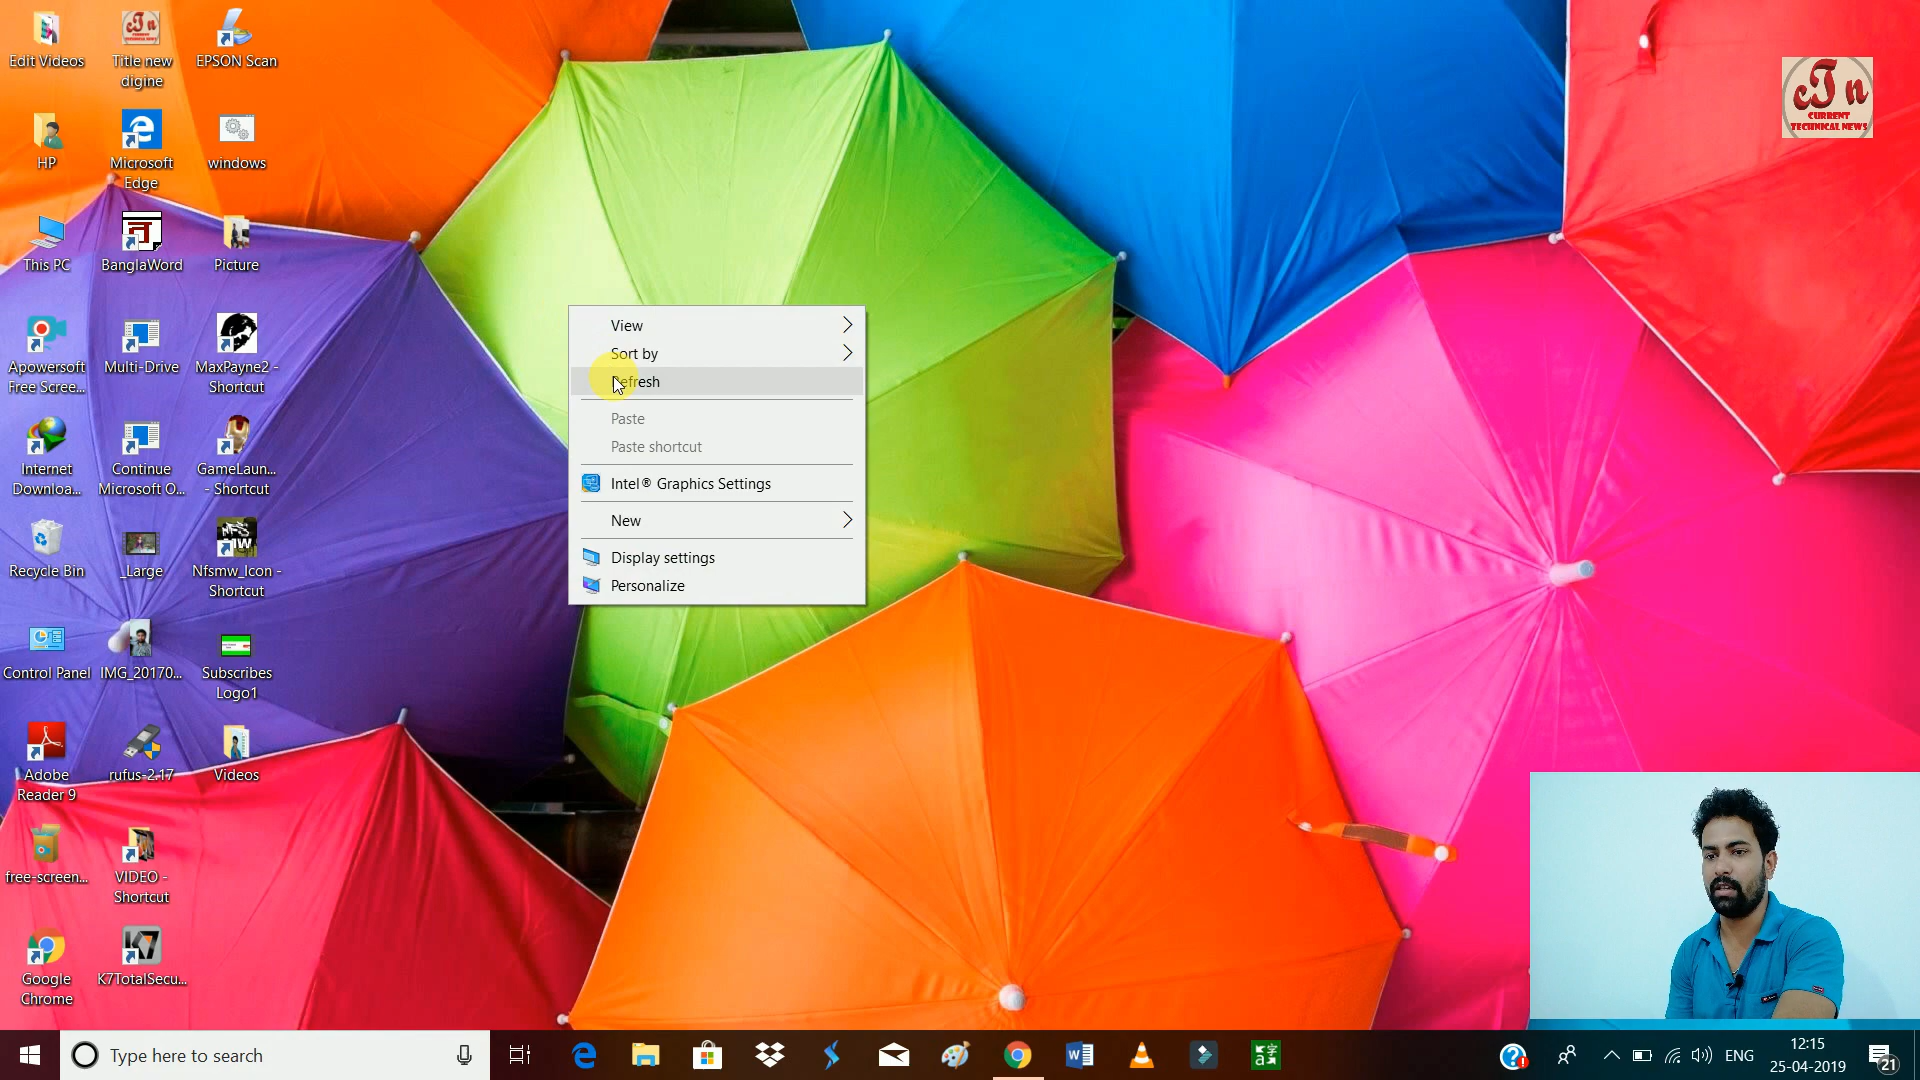 Edit Videos
Title new
digine
EPSON Scan
HP
Microsoft
Edge
windows
This PC
BanglaWord
Picture
Apowersoft
Free Scree...
Multi-Drive
MaxPayne2 -
Shortcut
Internet
Downloa...
Continue
Microsoft O...
GameLaun...
- Shortcut
Recycle Bin
_Large
Nfsmw_Icon -
Shortcut
Control Panel
IMG_20170...
Subscribes
Logo1
Adobe
Reader 9
rufus-2.17
Videos
free-screen...
VIDEO -
Shortcut
Google
Chrome
K7TotalSecu...
View
Sort by
Refresh
Paste
Paste shortcut
Intel® Graphics Settings
New
Display settings
Personalize
CURRENT
TECHNICAL NEWS
Type here to search
ENG
12:15
25-04-2019
21